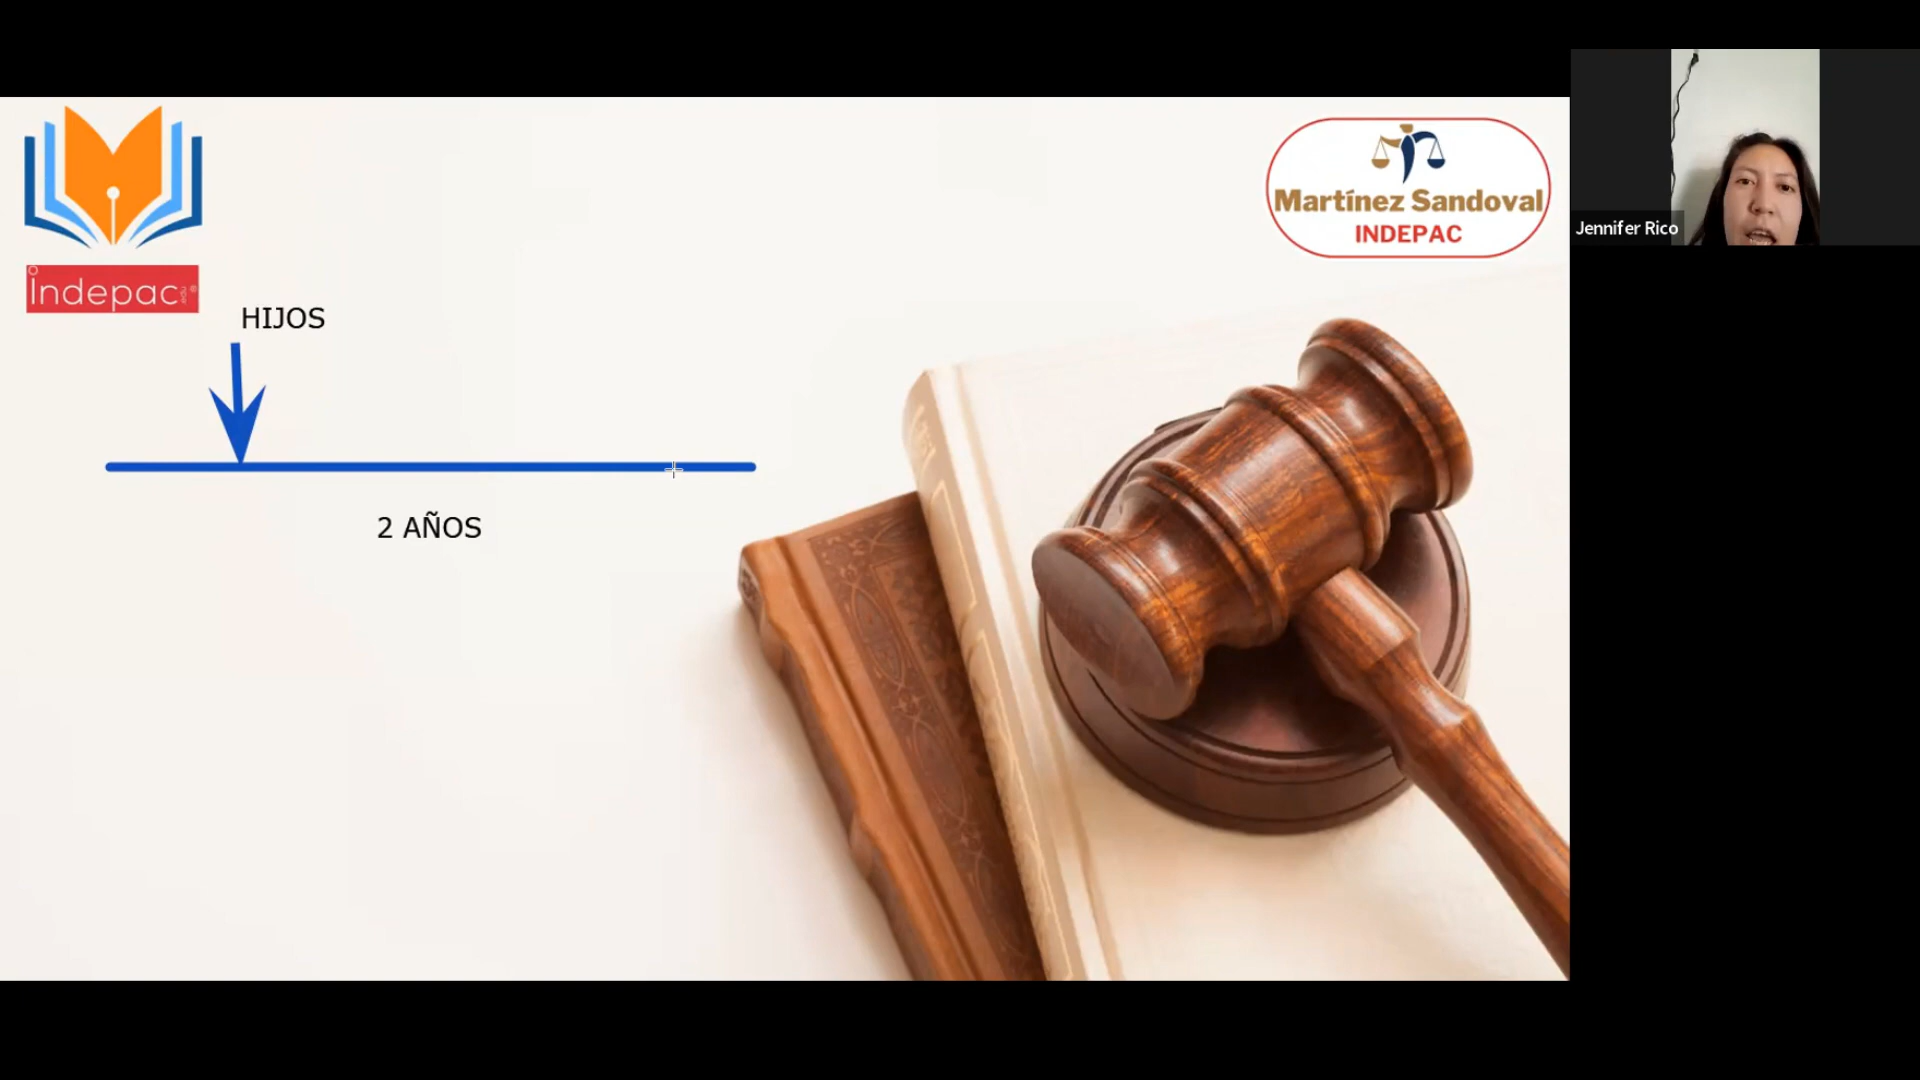 indepac
Martínez Sandoval
INDEPAC
Jennifer Rico
HIJOS
2 AÑOS